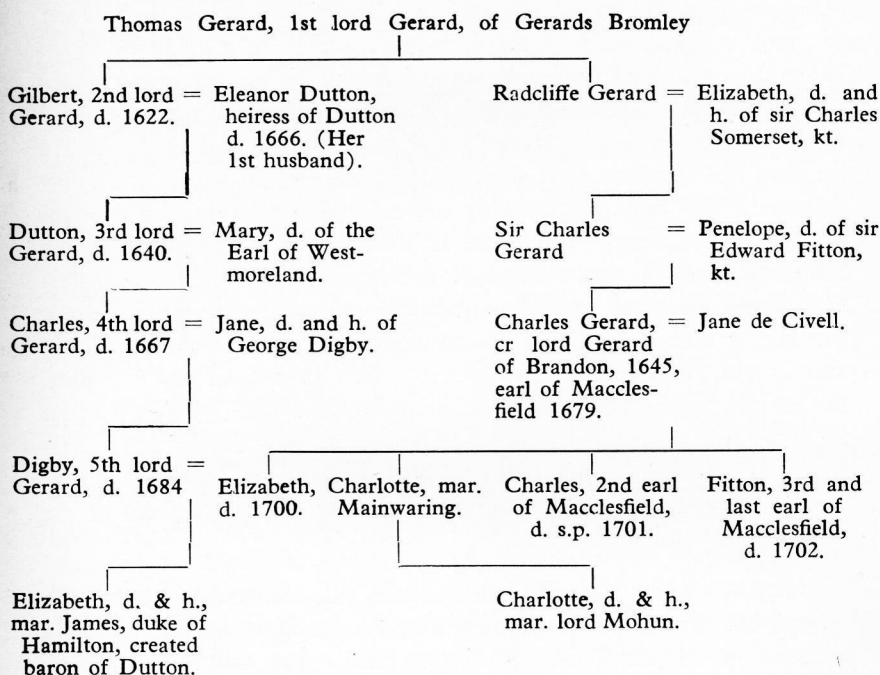 Thomas Gerard, 1st lord Gerard, of Gerards Bromley
Gilbert, 2nd lord = Eleanor Dutton,
Gerard, d. 1622. heiress of Dutton
d. 1666. (Her
1st husband).
Radcliffe Gerard = Elizabeth, d. and
h. of sir Charles
Somerset, kt.
Dutton, 3rd lord = Mary, d. of the
Gerard, d. 1640. Earl of West-
moreland.
Sir Charles = Penelope, d. of sir
Gerard Edward Fitton,
kt.
Charles, 4th lord = Jane, d. and h. of
Gerard, d. 1667 George Digby.
Charles Gerard, = Jane de Civell.
cr lord Gerard
of Brandon, 1645,
earl of Maccles-
field 1679.
Digby, 5th lord =
Gerard, d. 1684
Elizabeth,
d. 1700.
Charlotte, mar.
Mainwaring.
Charles, 2nd earl
of Macclesfield,
d. s.p. 1701.
Fitton, 3rd and
last earl of
Macclesfield,
d. 1702.
Elizabeth, d. & h.,
mar. James, duke of
Hamilton, created
baron of Dutton.
Charlotte, d. & h.,
mar. lord Mohun.